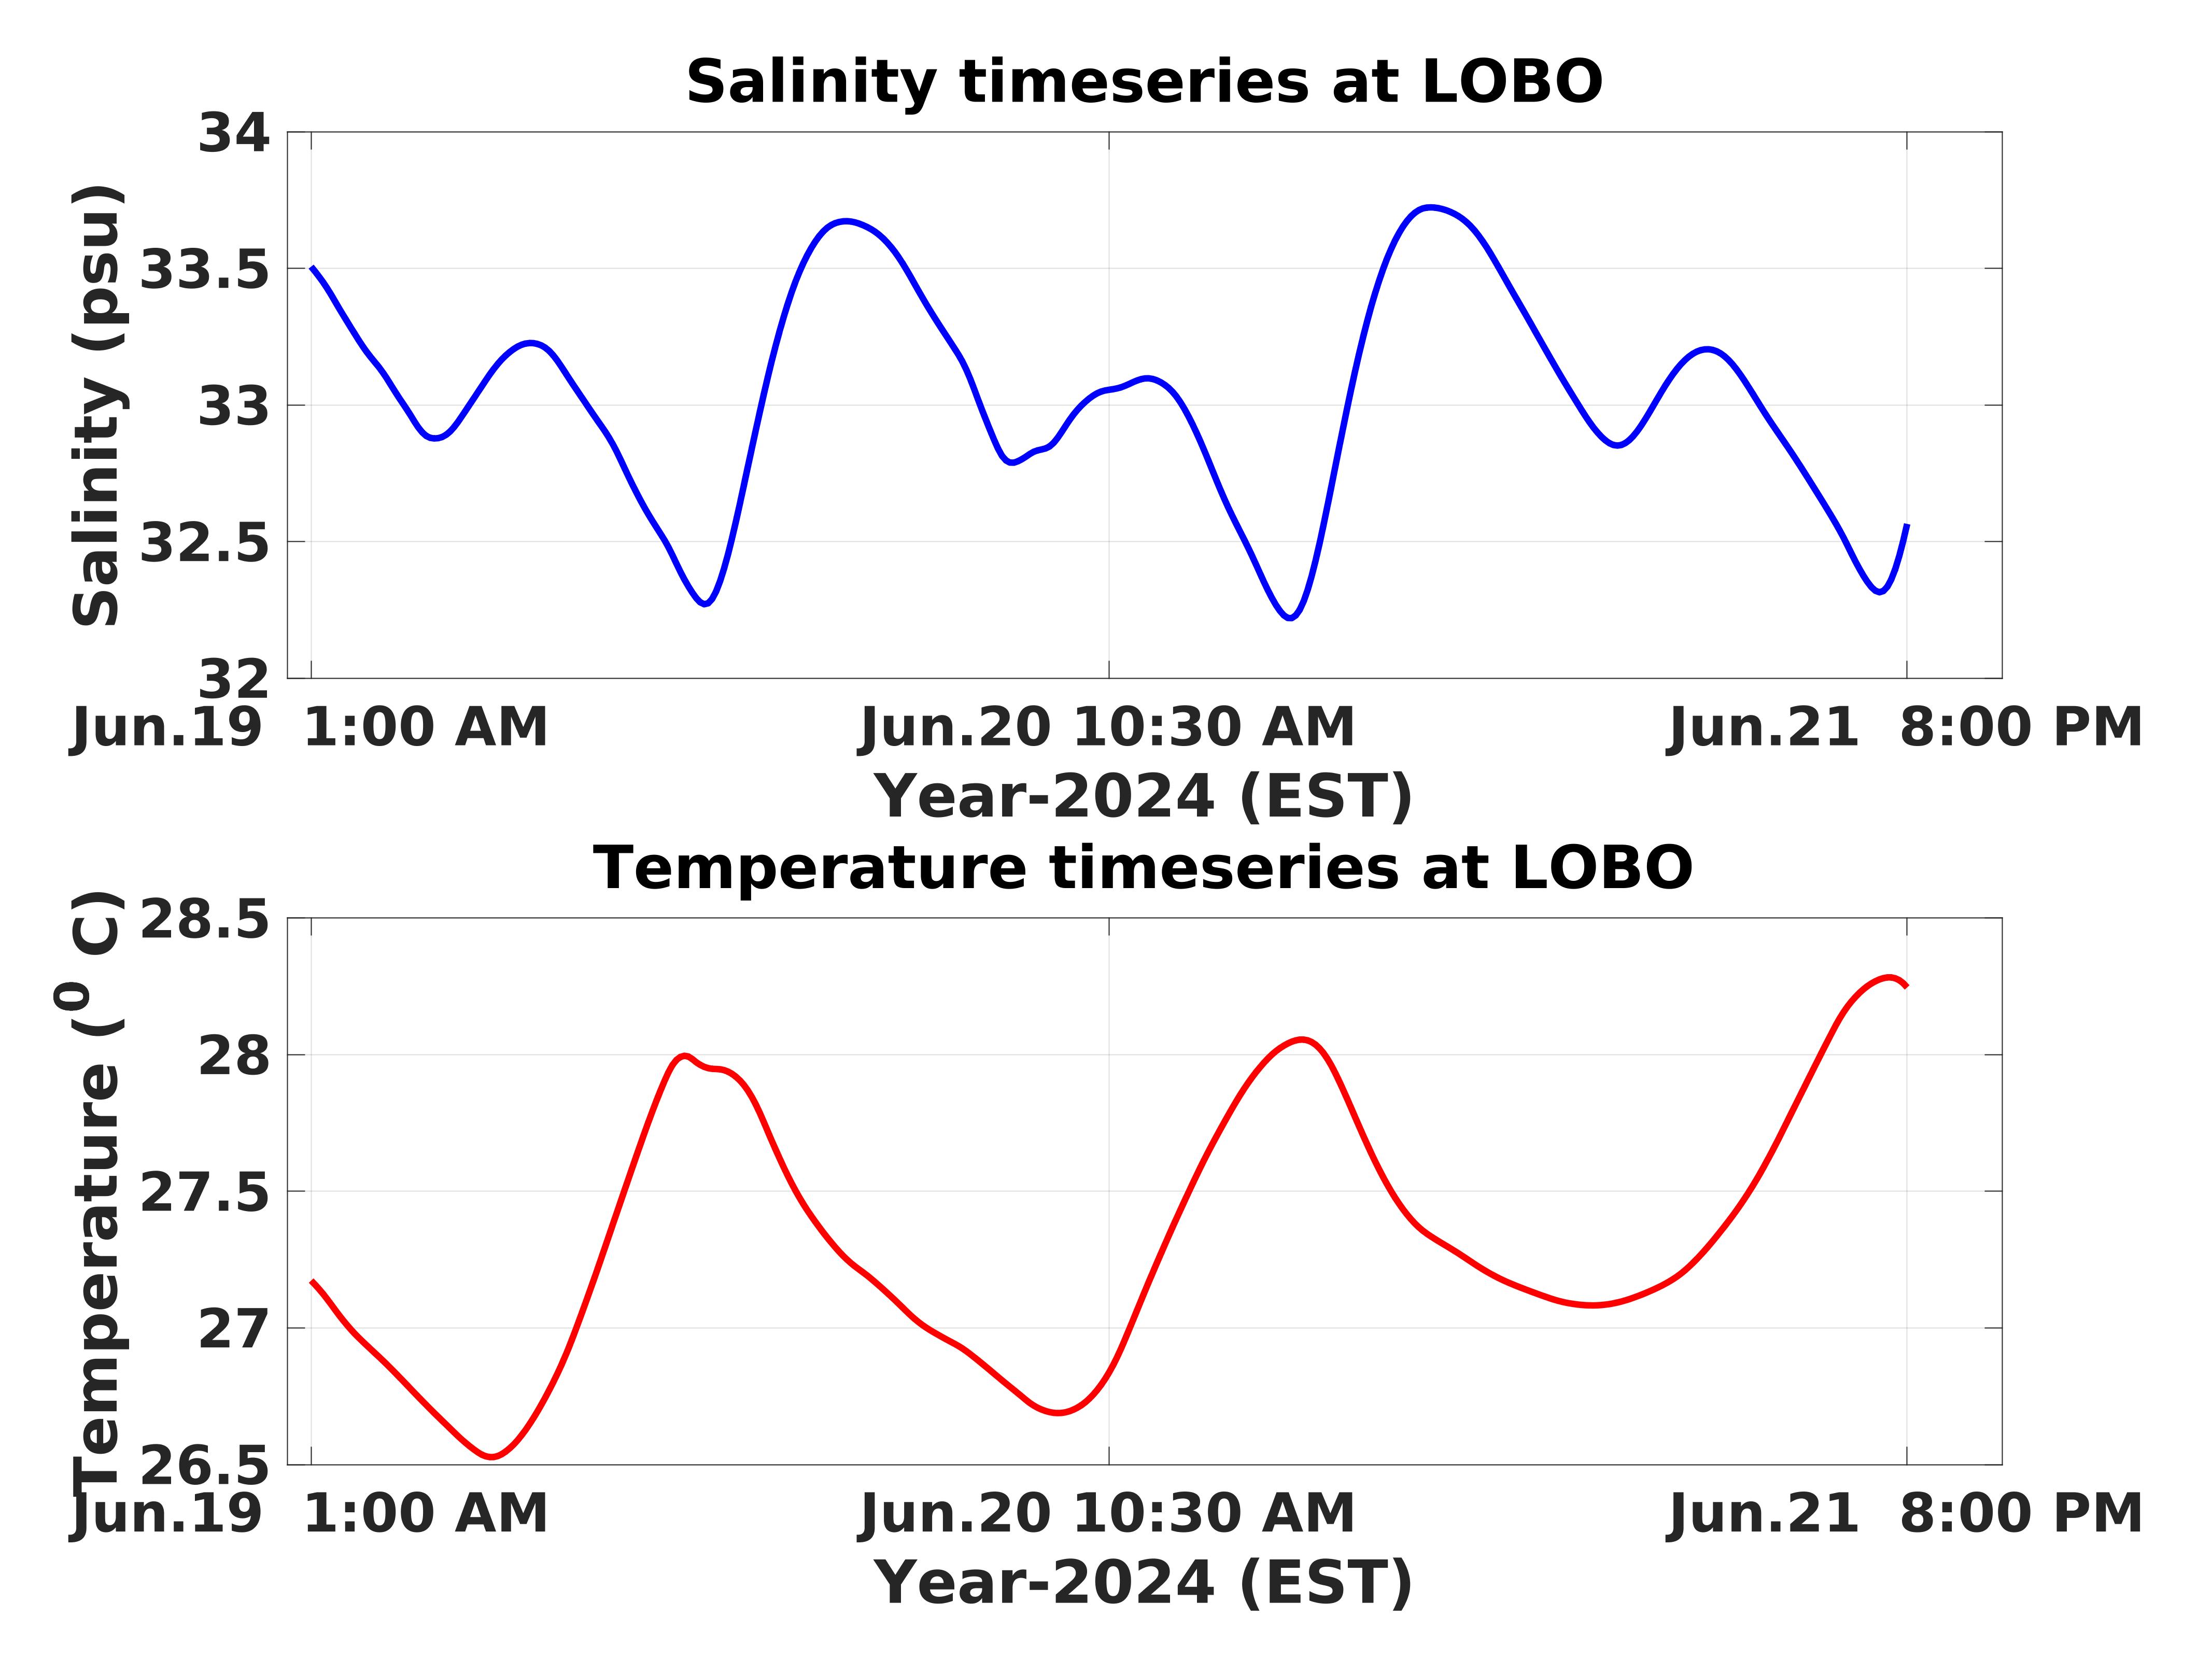 Salinity timeseries at LOBO
Salinity (psu)
34
33.5
33
32.5
32
Jun.19  1:00 AM Jun.20 10:30 AM Jun.21  8:00 PM
Year-2024 (EST)
Temperature timeseries at LOBO
Temperature (⁰ C)
28.5
28
27.5
27
26.5
Jun.19  1:00 AM Jun.20 10:30 AM Jun.21  8:00 PM
Year-2024 (EST)